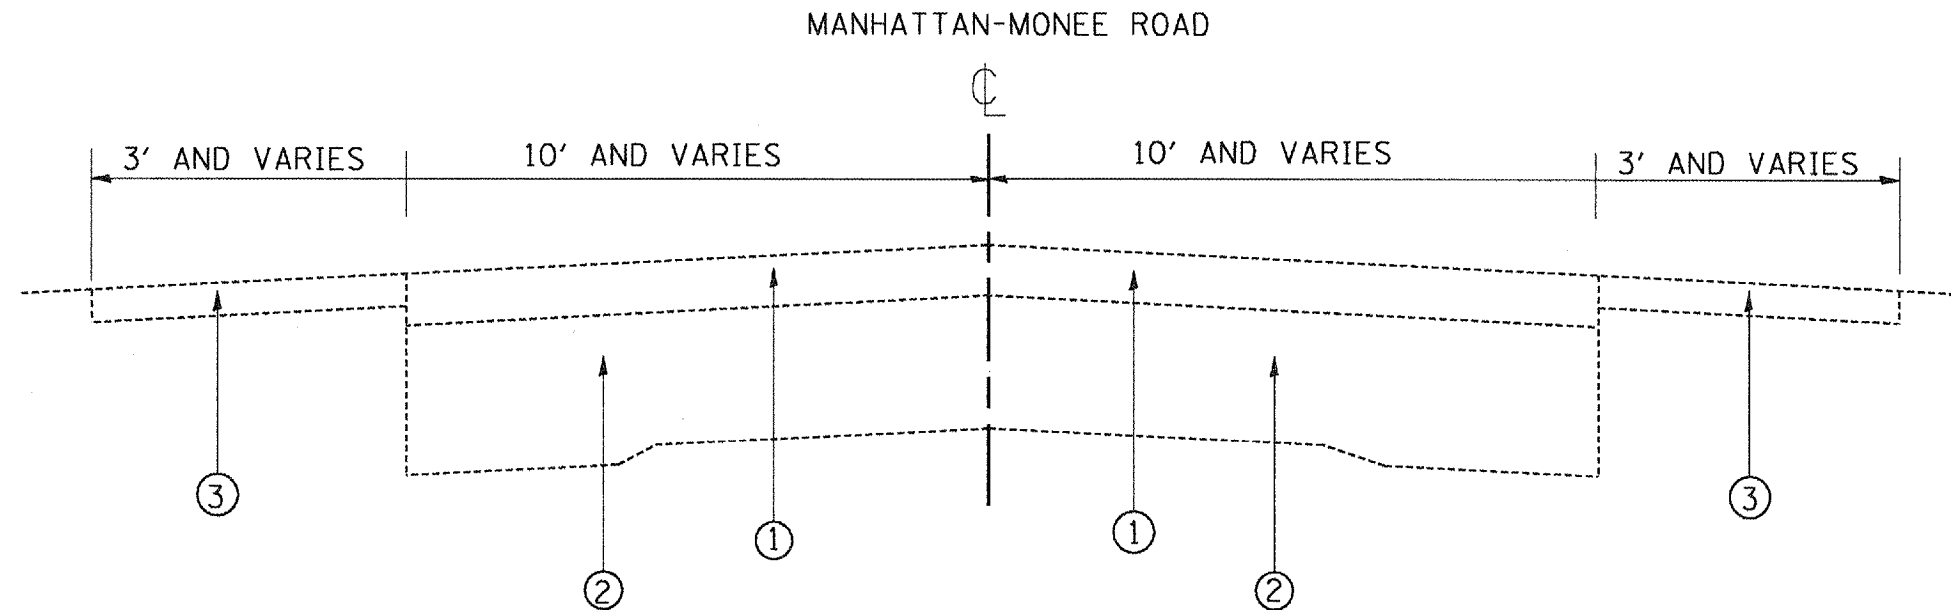 MANHATTAN-MONEE ROAD
℄
3' AND VARIES
10' AND VARIES
10' AND VARIES
3' AND VARIES
3
1
1
3
2
2